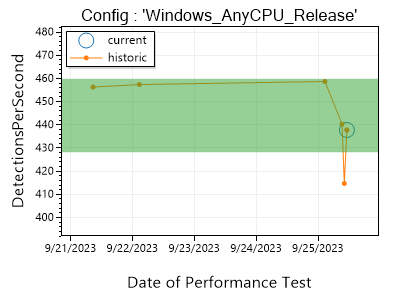 Config : 'Windows_AnyCPU_Release'
480
470
460
450
440
430
420
410
400
current
historic
DetectionsPerSecond
9/21/2023 9/22/2023 9/23/2023 9/24/2023 9/25/2023
Date of Performance Test